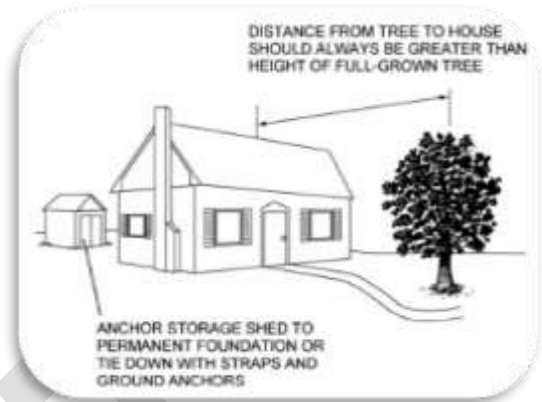 DISTANCE FROM TREE TO HOUSE
SHOULD ALWAYS BE GREATER THAN
HEIGHT OF FULL-GROWN TREE
ANCHOR STORAGE SHED TO
PERMANENT FOUNDATION OR
TIE DOWN WITH STRAPS AND
GROUND ANCHORS